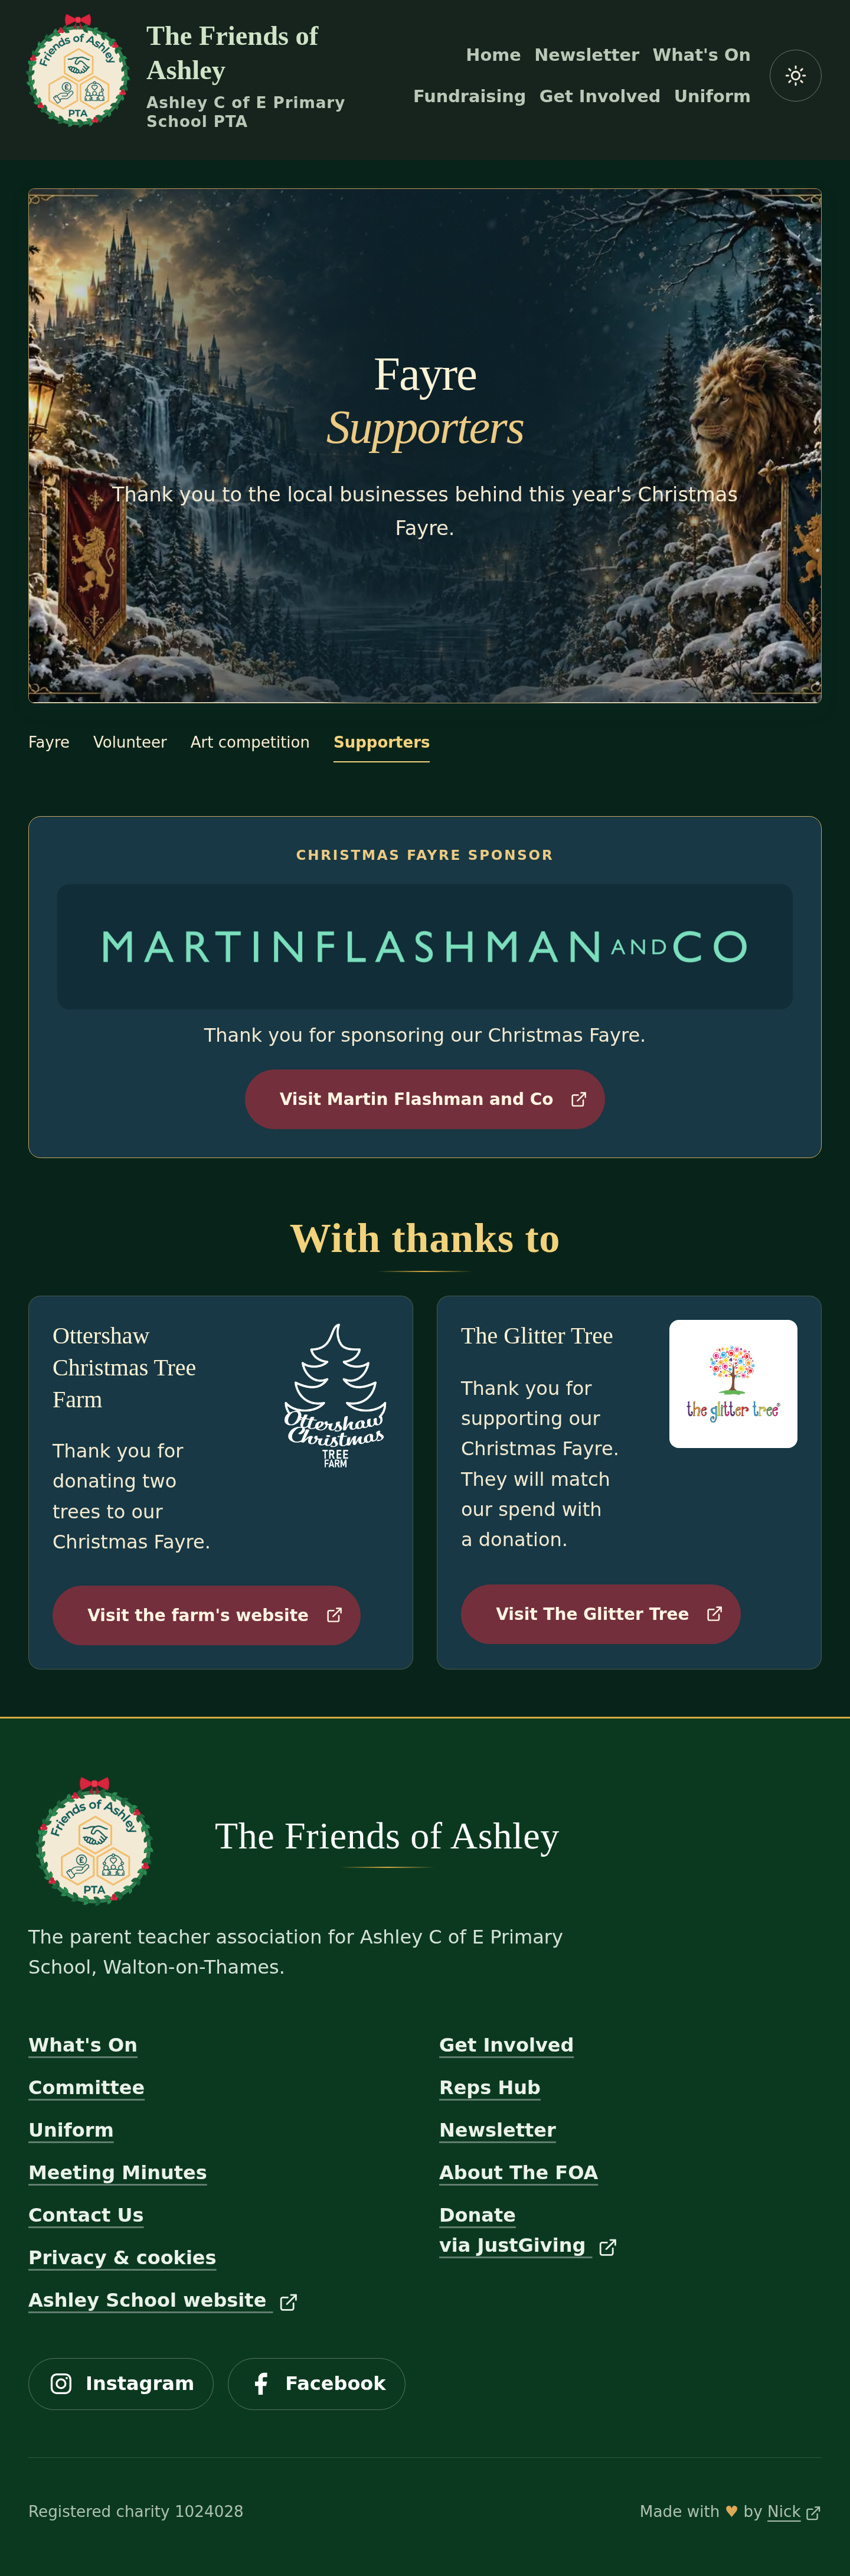 Friends of Ashley
PTA
The Friends of
Ashley
Ashley C of E Primary
School PTA
Home Newsletter What's On
Fundraising Get Involved Uniform
Fayre
Supporters
Thank you to the local businesses behind this year's Christmas
Fayre.
Fayre Volunteer Art competition Supporters
CHRISTMAS FAYRE SPONSOR
MARTINFLASHMAN AND CO
Thank you for sponsoring our Christmas Fayre.
Visit Martin Flashman and Co
With thanks to
Ottershaw
Christmas Tree
Farm
Thank you for
donating two
trees to our
Christmas Fayre.
Ottershaw
Christmas
TREE
FARM
Visit the farm's website
The Glitter Tree
Thank you for
supporting our
Christmas Fayre.
They will match
our spend with
a donation.
the glitter tree
Visit The Glitter Tree
Friends of Ashley
PTA
The Friends of Ashley
The parent teacher association for Ashley C of E Primary
School, Walton-on-Thames.
What's On
Committee
Uniform
Meeting Minutes
Contact Us
Privacy & cookies
Ashley School website
Get Involved
Reps Hub
Newsletter
About The FOA
Donate
via JustGiving
Instagram
Facebook
Registered charity 1024028
Made with ♥ by Nick